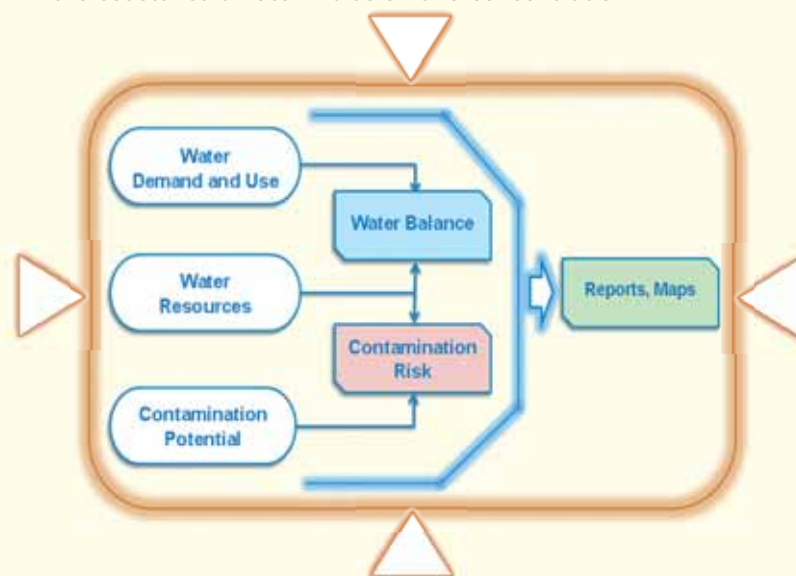 Water
Demand and Use
Water Balance
Water
Resources
Reports, Maps
Contamination
Risk
Contamination
Potential